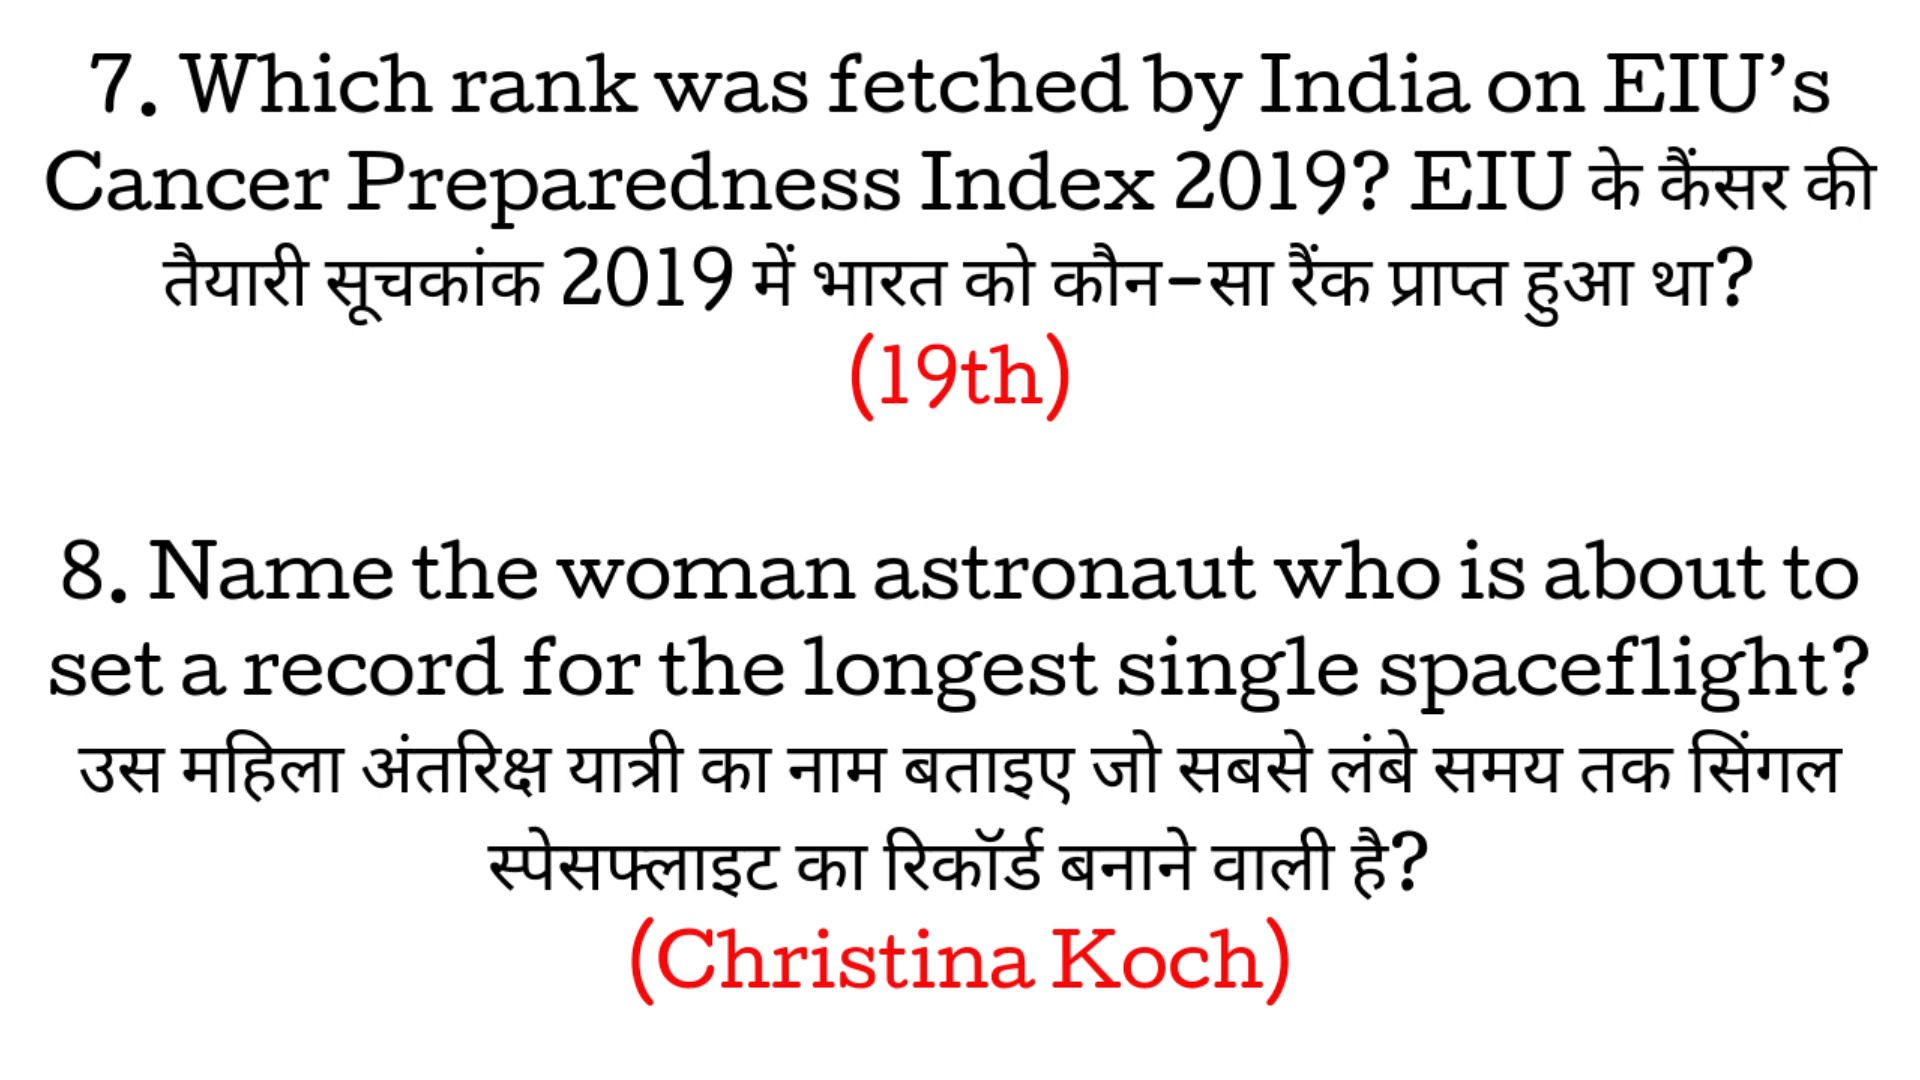 7. Which rank was fetched by India on EIU’s
Cancer Preparedness Index 2019? EIU के कैंसर की
तैयारी सूचकांक 2019 में भारत को कौन-सा रैंक प्राप्त हुआ था?
(19th)
8. Name the woman astronaut who is about to
set a record for the longest single spaceflight?
उस महिला अंतरिक्ष यात्री का नाम बताइए जो सबसे लंबे समय तक सिंगल
स्पेसफ्लाइट का रिकॉर्ड बनाने वाली है?
(Christina Koch)